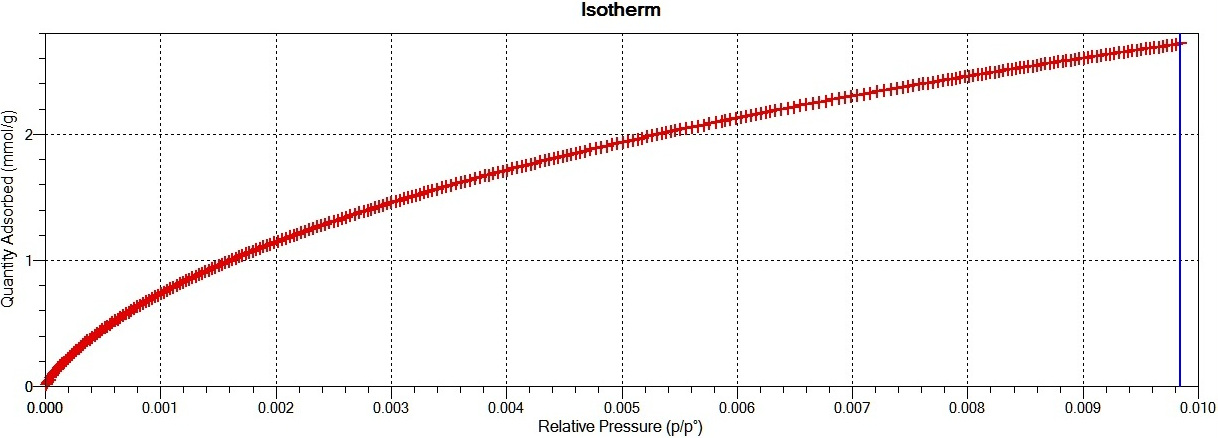 Isotherm
Quantity Adsorbed (mmol/g)
2
1
0
0.000 0.001 0.002 0.003 0.004 0.005 0.006 0.007 0.008 0.009 0.010
Relative Pressure (p/p°)